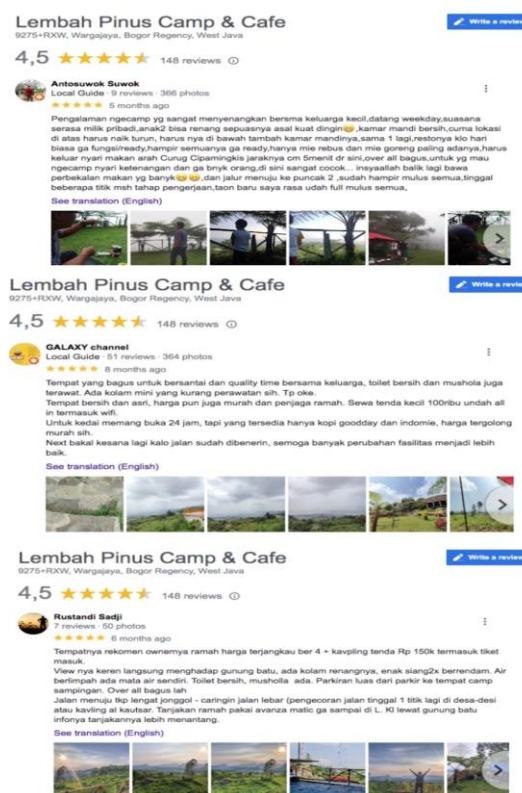 Lembah Pinus Camp & Cafe
Write a review
9275+RXW, Wargajaya, Bogor Regency, West Java
4,5 148 reviews
Antosuwok Suwok
Local Guide · 9 reviews · 366 photos
5 months ago
Pengalaman ngecamp yg sangat menyenangkan bersma keluarga kecil,datang weekday,suasana
serasa milik pribadi,anak2 bisa renang sepuasnya asal kuat dingin😄,kamar mandi bersih,cuma lokasi
di atas harus naik turun, harus nya di bawah tambah kamar mandinya,sama 1 lagi,restonya klo hari
biasa ga fungsi/ready,hampir semuanya ga ready,hanya mie rebus dan mie goreng paling adanya,harus
keluar nyari makan arah Curug Cipamingkis jaraknya cm 5menit dr sini,over all bagus,untuk yg mau
ngecamp nyari ketenangan dan ga bnyk orang,di sini sangat cocok... insyaallah balik lagi bawa
perbekalan makan yg banyk😄😄,dan jalur menuju ke puncak 2 ,sudah hampir mulus semua,tinggal
beberapa titik msh tahap pengerjaan,taon baru saya rasa udah full mulus semua,
See translation (English)
Lembah Pinus Camp & Cafe
Write a revie
9275+RXW, Wargajaya, Bogor Regency, West Java
4,5 148 reviews
GALAXY channel
Local Guide · 51 reviews · 364 photos
8 months ago
Tempat yang bagus untuk bersantai dan quality time bersama keluarga, toilet bersih dan mushola juga
terawat. Ada kolam mini yang kurang perawatan sih. Tp oke.
Tempat bersih dan asri, harga pun juga murah dan penjaga ramah. Sewa tenda kecil 100ribu undah all
in termasuk wifi.
Untuk kedai memang buka 24 jam, tapi yang tersedia hanya kopi goodday dan indomie, harga tergolong
murah sih.
Next bakal kesana lagi kalo jalan sudah dibenerin, semoga banyak perubahan fasilitas menjadi lebih
baik.
See translation (English)
Lembah Pinus Camp & Cafe
Write a review
9275+RXW, Wargajaya, Bogor Regency, West Java
4,5 148 reviews
Rustandi Sadji
7 reviews · 50 photos
6 months ago
Tempatnya rekomen ownernya ramah harga terjangkau ber 4 + kavpling tenda Rp 150k termasuk tiket
masuk.
View nya keren langsung menghadap gunung batu, ada kolam renangnya, enak siang2x berrendam. Air
berlimpah ada mata air sendiri. Toilet bersih, musholla ada. Parkiran luas dari parkir ke tempat camp
sampingan. Over all bagus lah
Jalan menuju tkp lengat jonggol - caringin jalan lebar (pengecoran jalan tinggal 1 titik lagi di desa-desi
atau kavling al kautsar. Tanjakan ramah pakai avanza matic ga sampai di L. Kl lewat gunung batu
infonya tanjakannya lebih menantang.
See translation (English)